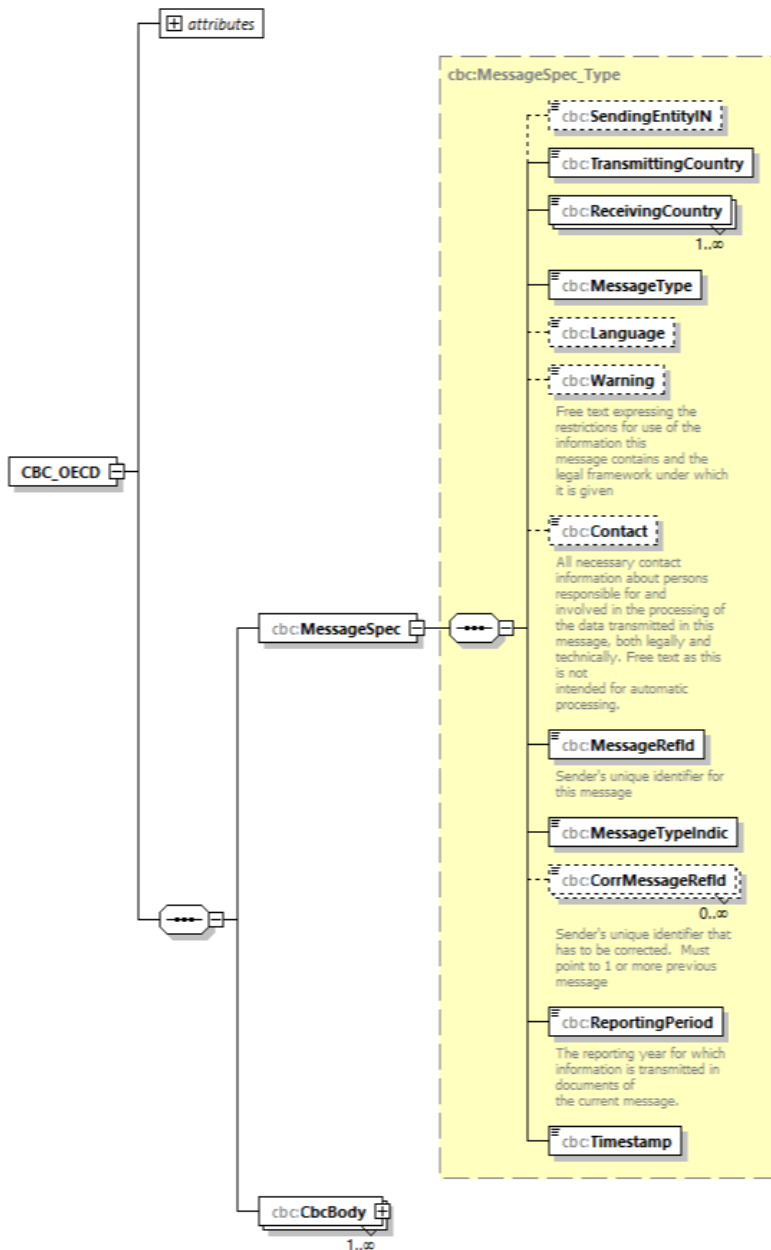 attributes
cbc:MessageSpec_Type
cbc:SendingEntityIN
cbc:TransmittingCountry
cbc:ReceivingCountry
1..∞
cbc:MessageType
cbc:Language
cbc:Warning
Free text expressing the
restrictions for use of the
information this
message contains and the
legal framework under which
it is given
CBC_OECD
cbc:Contact
All necessary contact
information about persons
responsible for and
involved in the processing of
the data transmitted in this
message, both legally and
technically. Free text as this
is not
intended for automatic
processing.
cbc:MessageSpec
cbc:MessageRefId
Sender's unique identifier for
this message
cbc:MessageTypeIndic
cbc:CorrMessageRefId
0..∞
Sender's unique identifier that
has to be corrected.  Must
point to 1 or more previous
message
cbc:ReportingPeriod
The reporting year for which
information is transmitted in
documents of
the current message.
cbc:Timestamp
cbc:CbcBody
1..∞